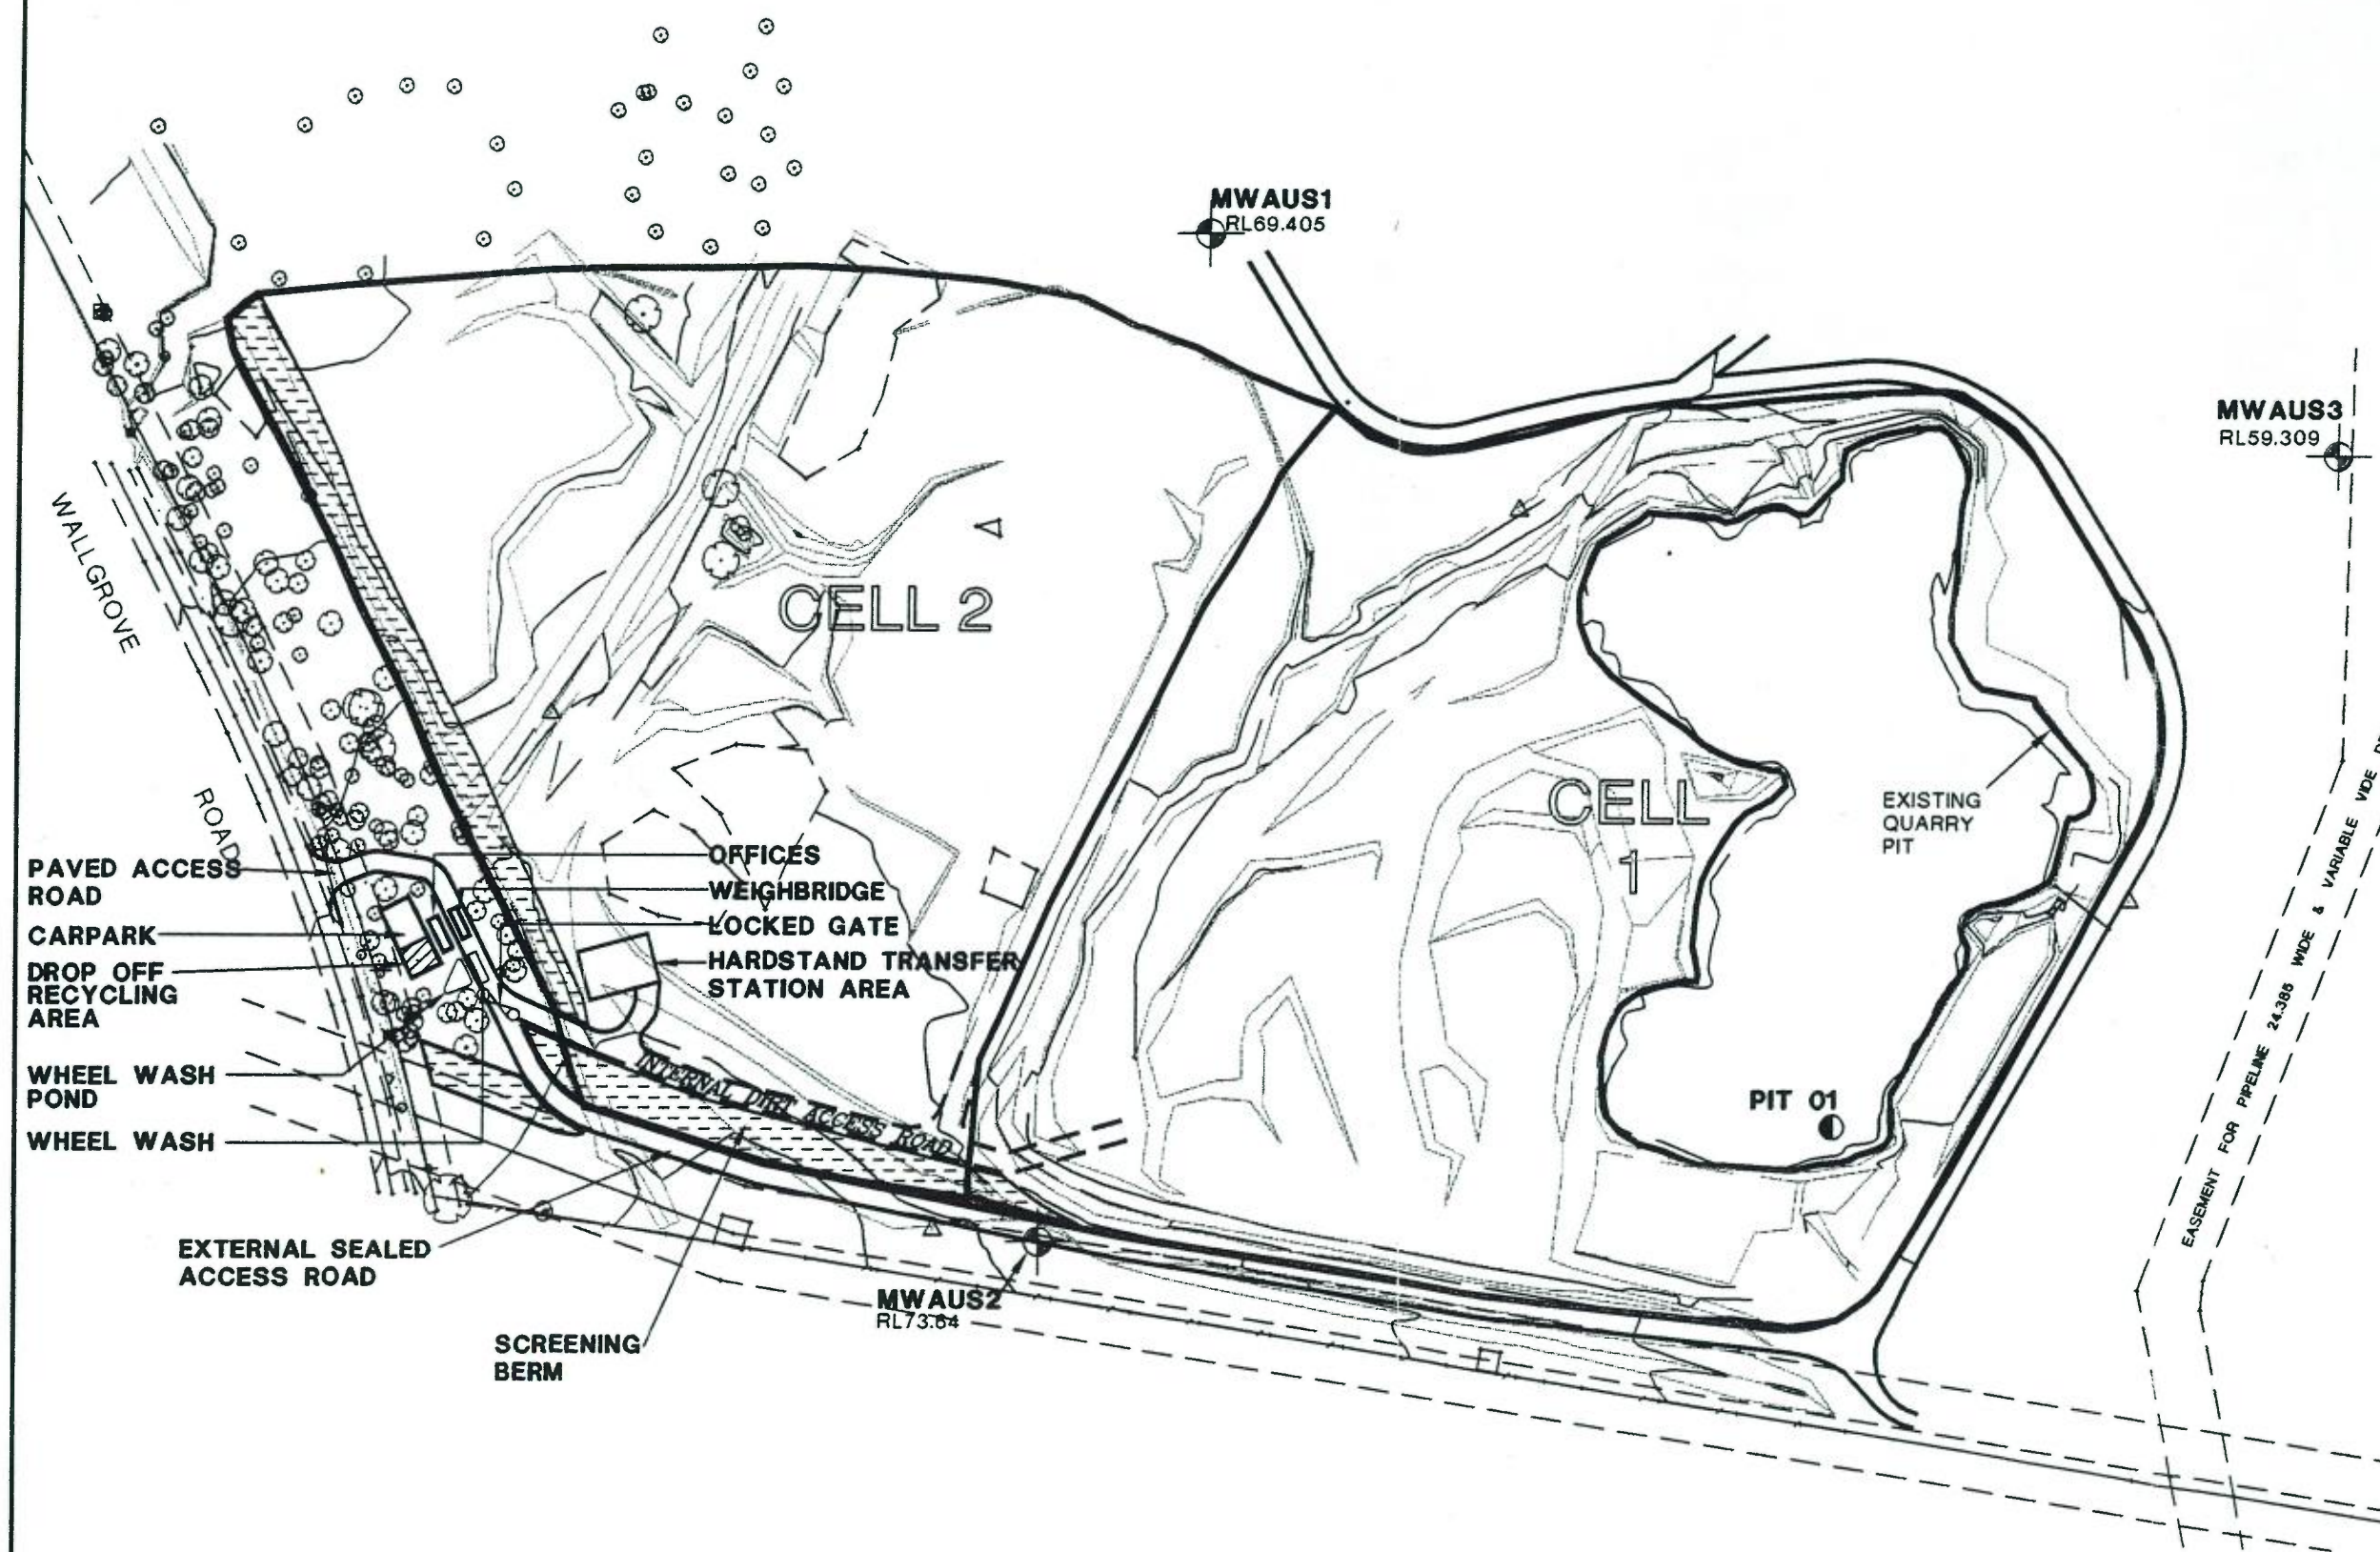 MWAUS1
RL69.405
MWAUS3
RL59.309
WALLGROVE
ROAD
CELL 2
CELL
1
EXISTING
QUARRY
PIT
PAVED ACCESS
ROAD
CARPARK
DROP OFF
RECYCLING
AREA
WHEEL WASH
POND
WHEEL WASH
OFFICES
WEIGHBRIDGE
LOCKED GATE
HARDSTAND TRANSFER
STATION AREA
INTERNAL DIRT ACCESS ROAD
PIT 01
EXTERNAL SEALED
ACCESS ROAD
SCREENING
BERM
MWAUS2
RL73.64
EASEMENT FOR PIPELINE 24.385 WIDE & VARIABLE VIDE